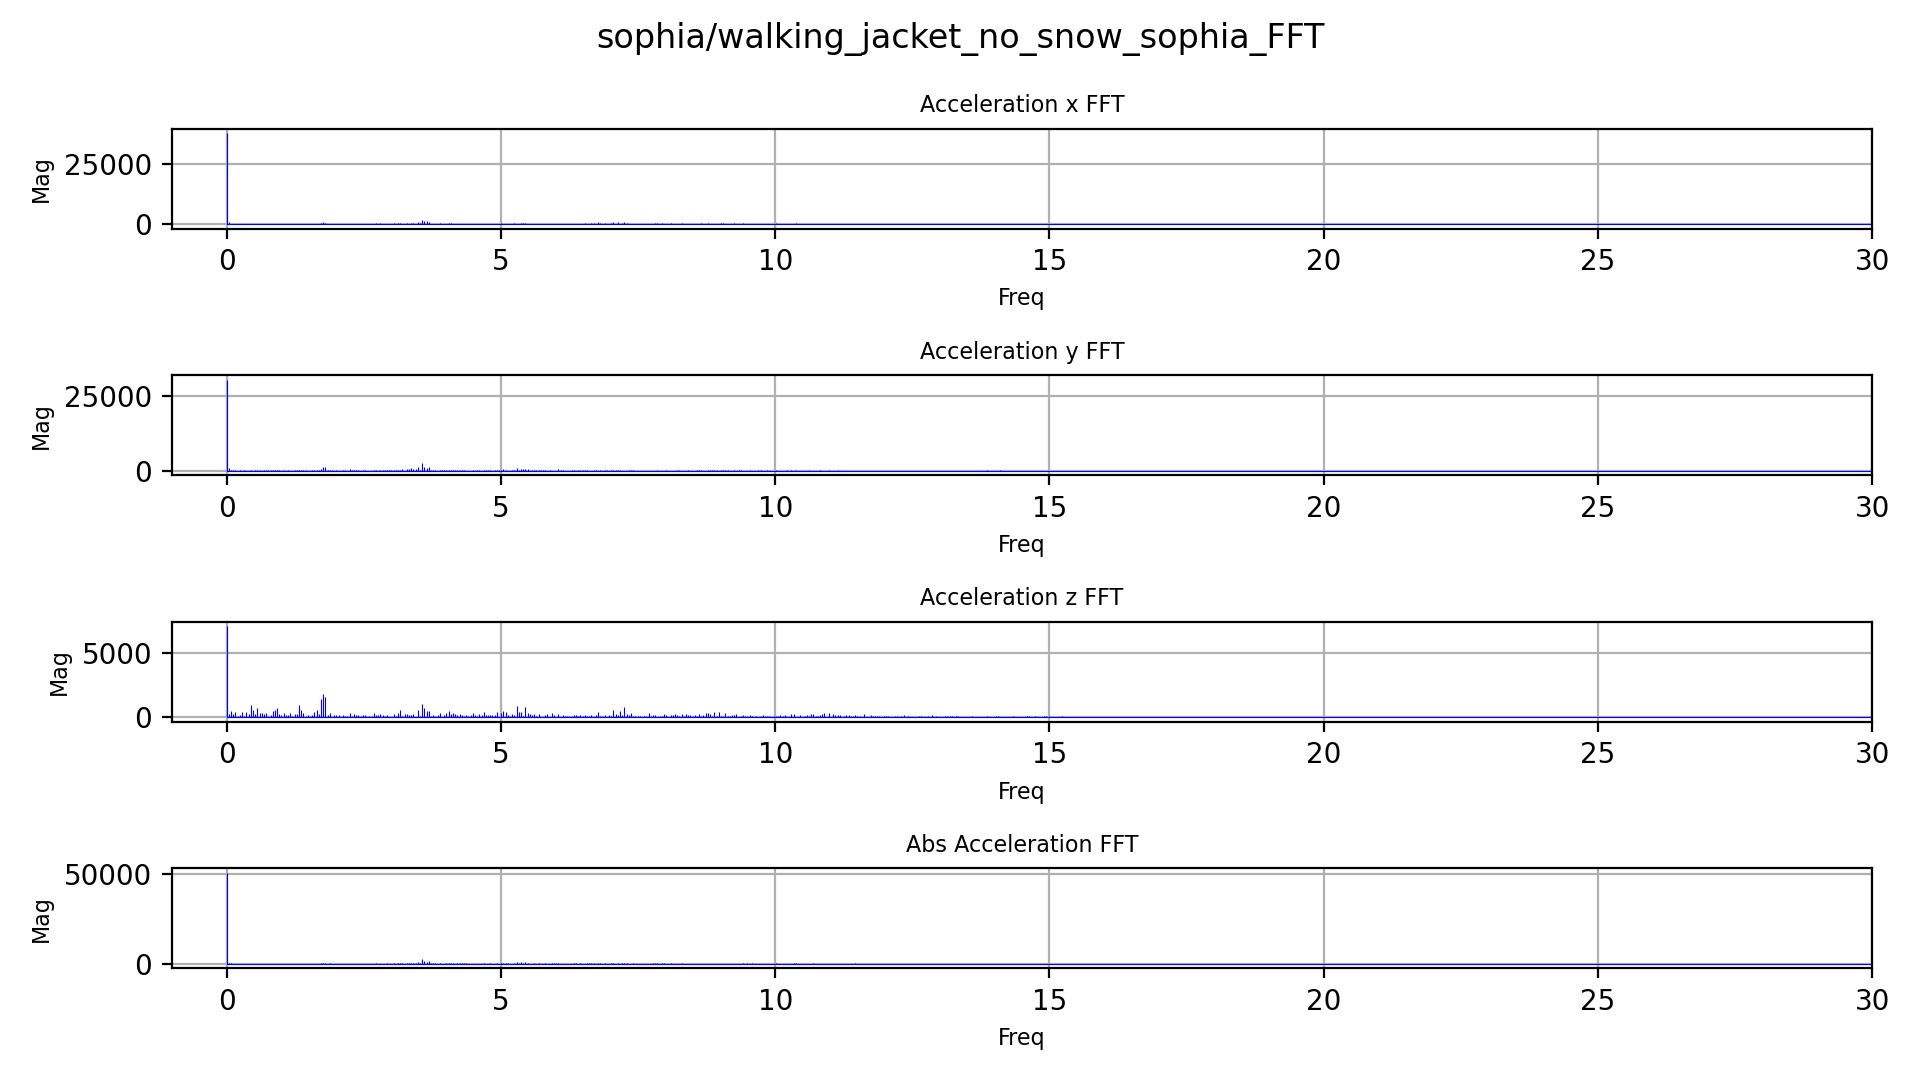 sophia/walking_jacket_no_snow_sophia_FFT
Acceleration x FFT
Mag
25000
0
0 5 10 15 20 25 30
Freq
Acceleration y FFT
Mag
25000
0
0 5 10 15 20 25 30
Freq
Acceleration z FFT
Mag
5000
0
0 5 10 15 20 25 30
Freq
Abs Acceleration FFT
Mag
50000
0
0 5 10 15 20 25 30
Freq